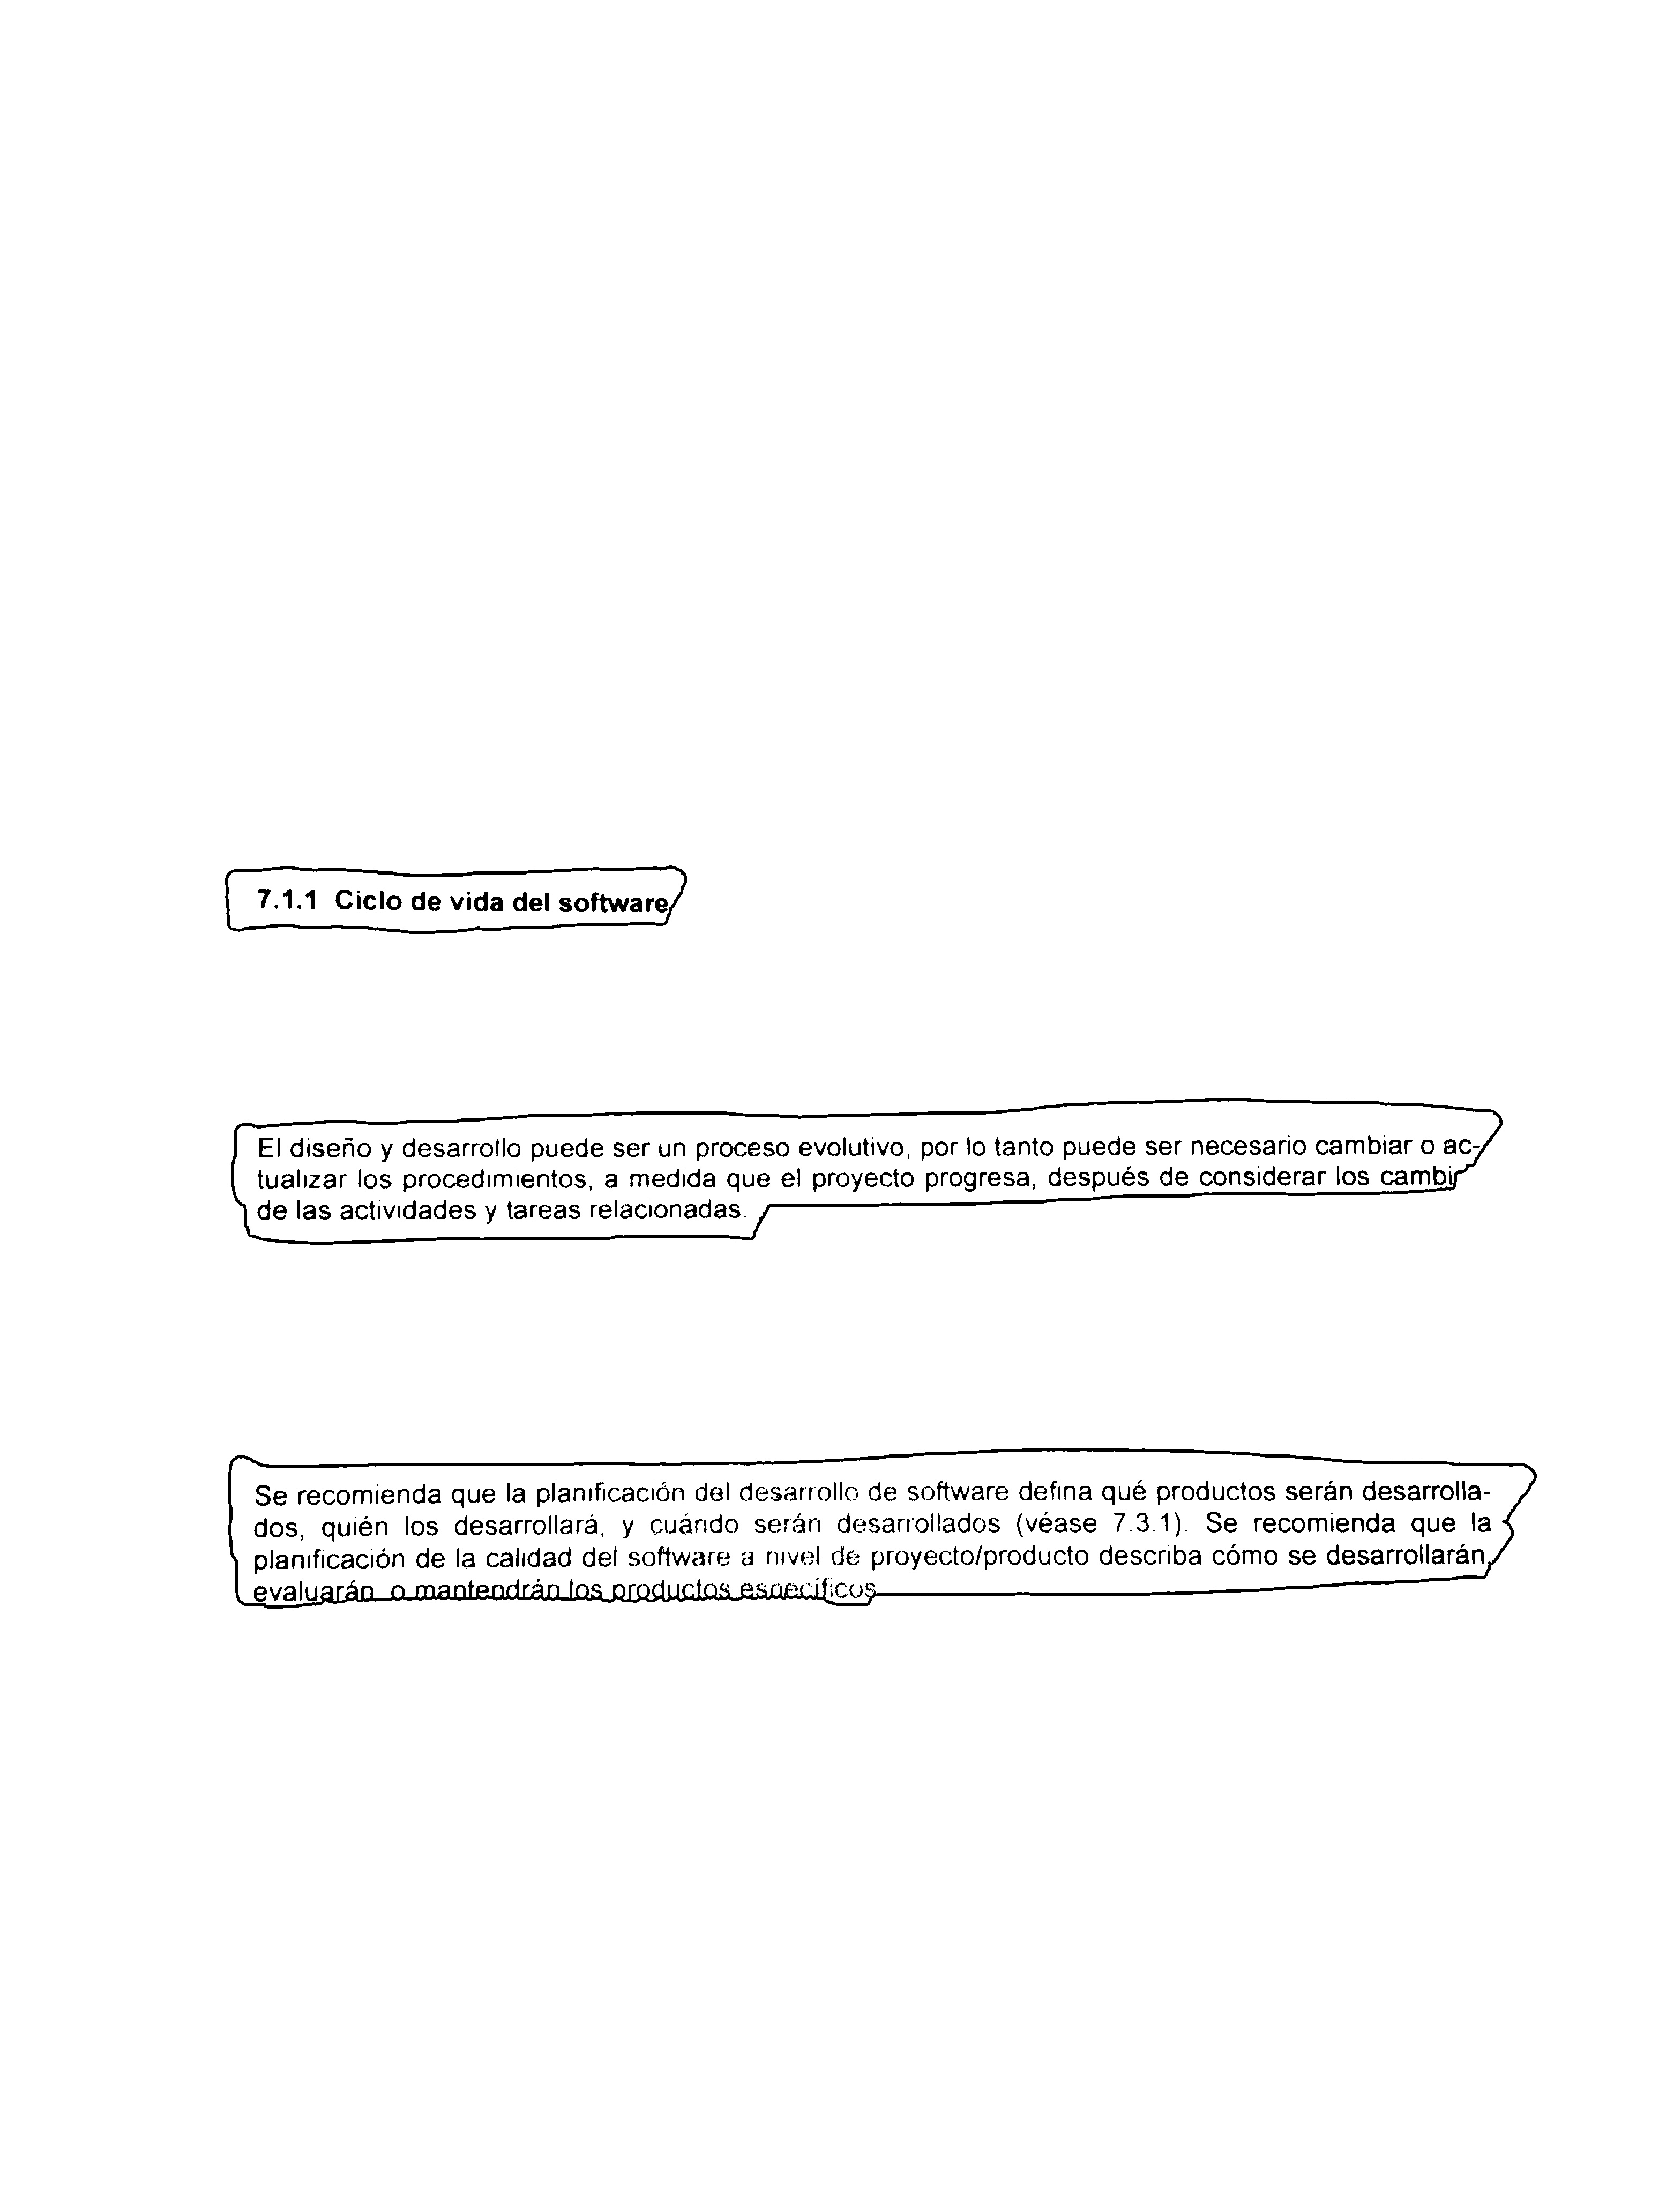 7.1.1 Ciclo de vida del software
El diseño y desarrollo puede ser un proceso evolutivo, por lo tanto puede ser necesario cambiar o ac-
tualizar los procedimientos, a medida que el proyecto progresa, después de considerar los
de las actividades y tareas relacionadas.
Se recomienda que la planificación del desarrollo de software defina qué productos serán desarrolla-
dos, quién los desarrollará, y cuándo serán desarrollados (véase 7.3.1). Se recomienda que la
planificación de la calidad del software a nivel de proyecto/producto describa cómo se desarrollarán,
evaluarán o mantendrán los productos específicos